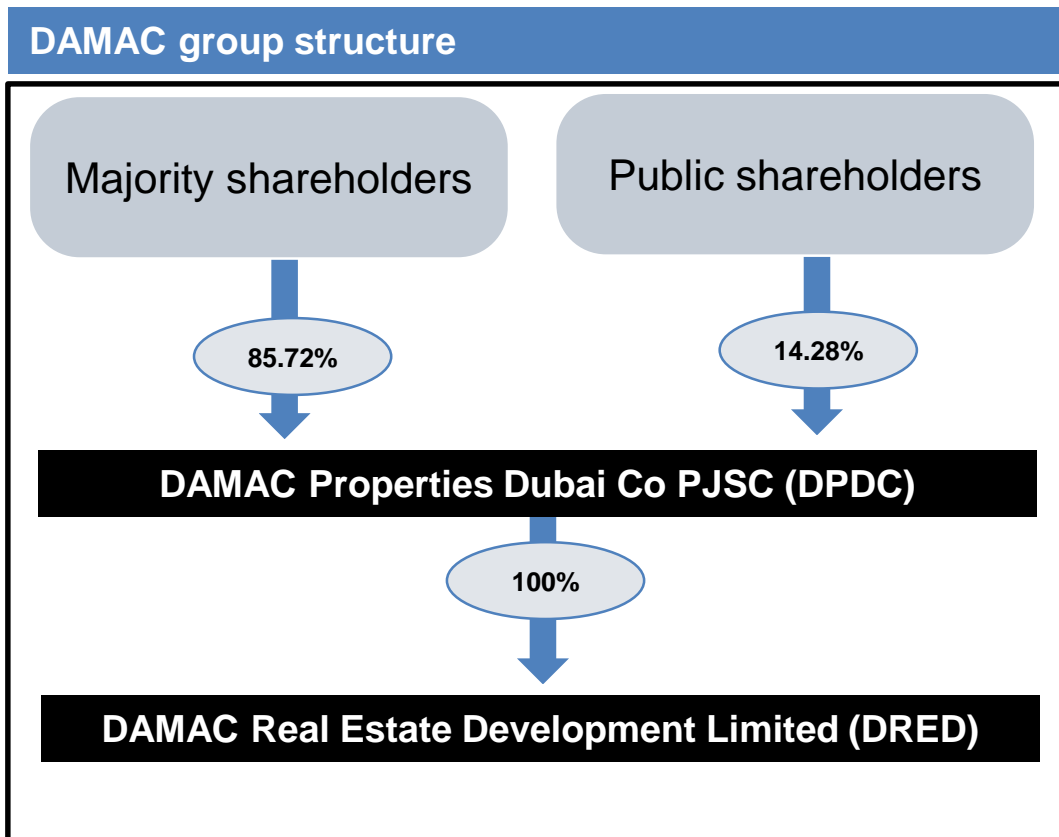 DAMAC group structure
Majority shareholders
Public shareholders
85.72%
14.28%
DAMAC Properties Dubai Co PJSC (DPDC)
100%
DAMAC Real Estate Development Limited (DRED)